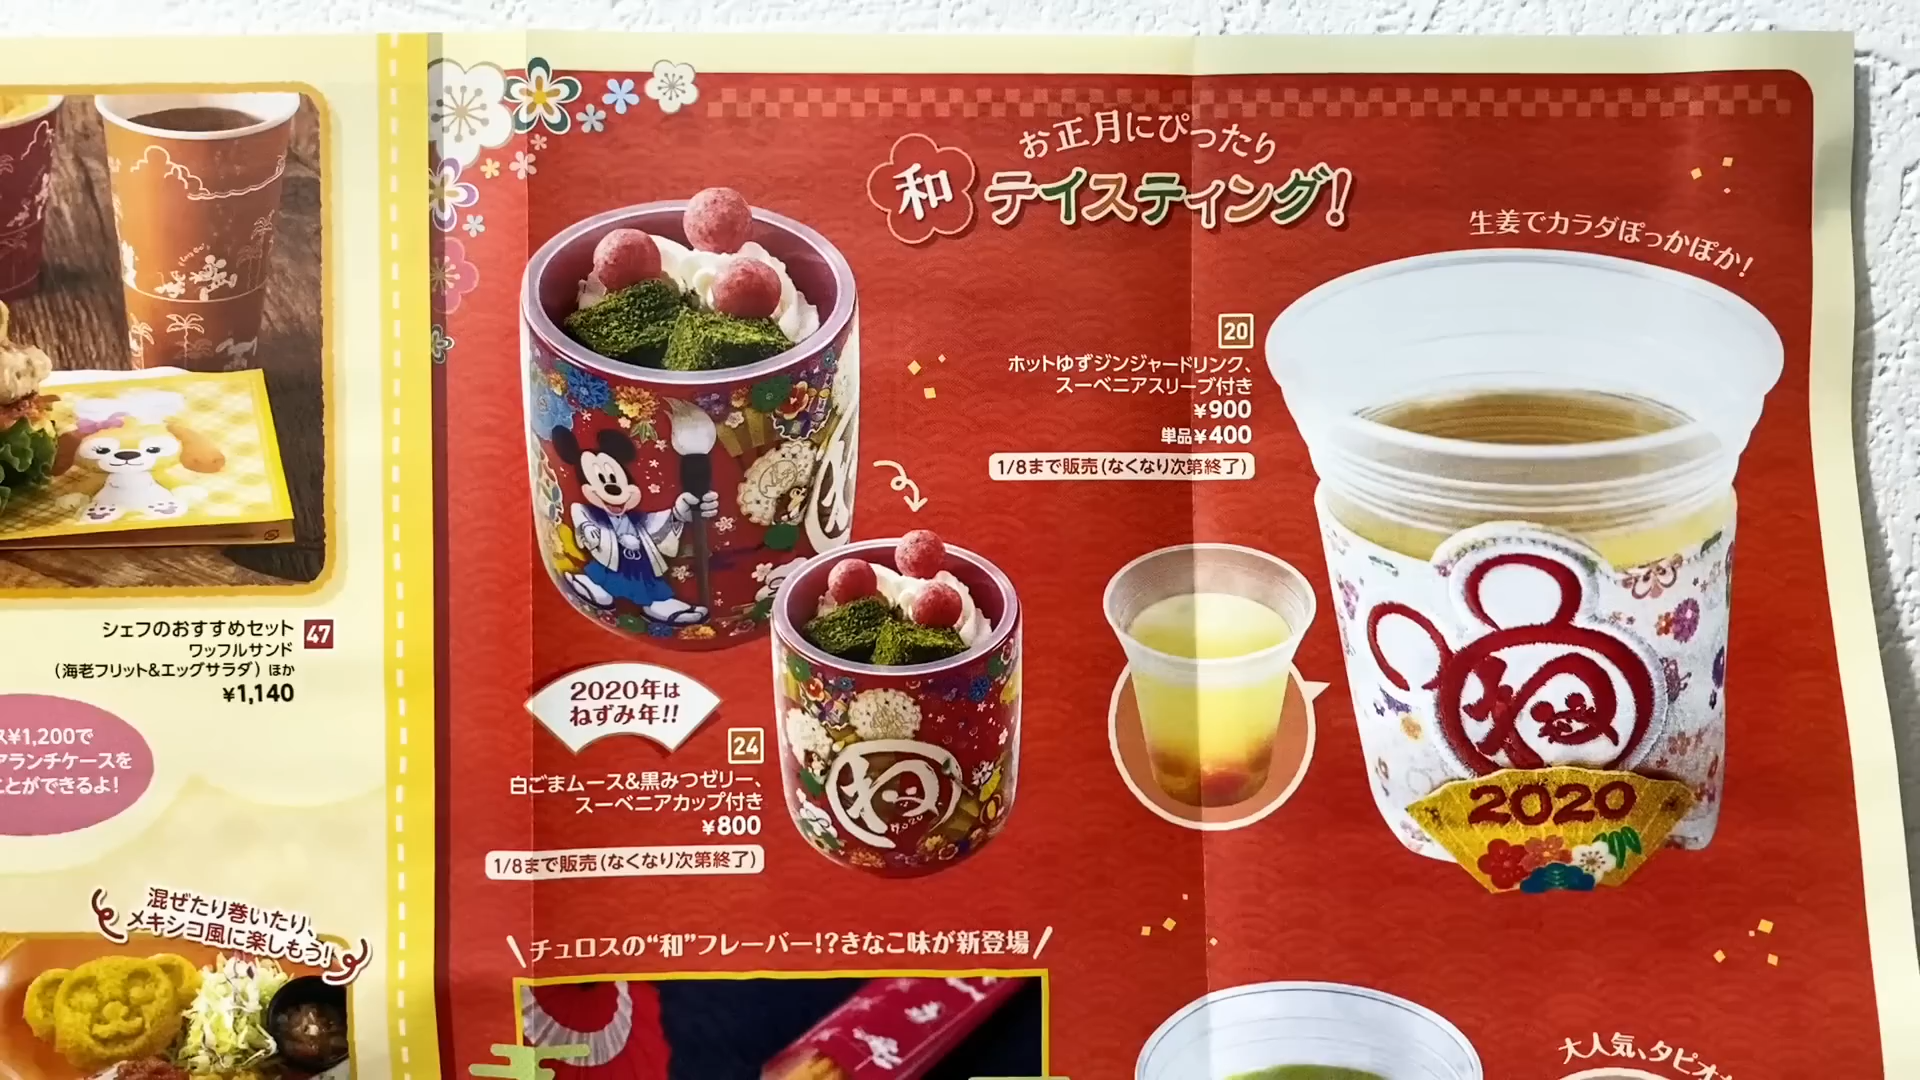 お正月にぴったり
和 テイスティング!
生姜でカラダぽっかぽか!
20
ホットゆずジンジャードリンク、
スーベニアスリーブ付き
¥900
単品¥400
1/8まで販売(なくなり次第終了)
ね
2020
2020年は
ねずみ年!!
24
白ごまムース&黒みつゼリー、
スーベニアカップ付き
¥800
1/8まで販売(なくなり次第終了)
ね
2020
チュロスの“和”フレーバー!?きなこ味が新登場
シェフのおすすめセット 47
ワッフルサンド
(海老フリット&エッグサラダ) ほか
¥1,140
¥1,200で
ランチケースを
ことができるよ!
混ぜたり巻いたり、
メキシコ風に楽しもう!
大人気、タピオ